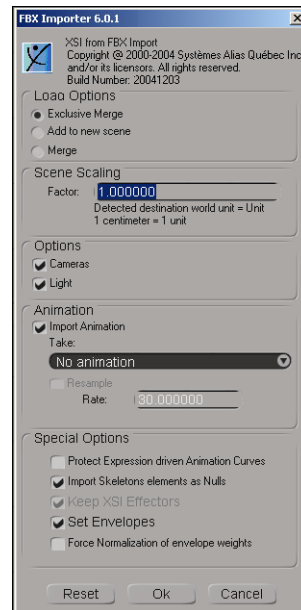 FBX Importer 6.0.1
XSI from FBX Import
Copyright @ 2000-2004 Systèmes Alias Québec Inc
and/or its licensors. All rights reserved.
Build Number: 20041203
Load Options
Exclusive Merge
Add to new scene
Merge
Scene Scaling
Factor: 1.000000
Detected destination world unit = Unit
1 centimeter = 1 unit
Options
Cameras
Light
Animation
Import Animation
Take:
No animation
Resample
Rate: 30.000000
Special Options
Protect Expression driven Animation Curves
Import Skeletons elements as Nulls
Keep XSI Effectors
Set Envelopes
Force Normalization of envelope weights
Reset Ok Cancel